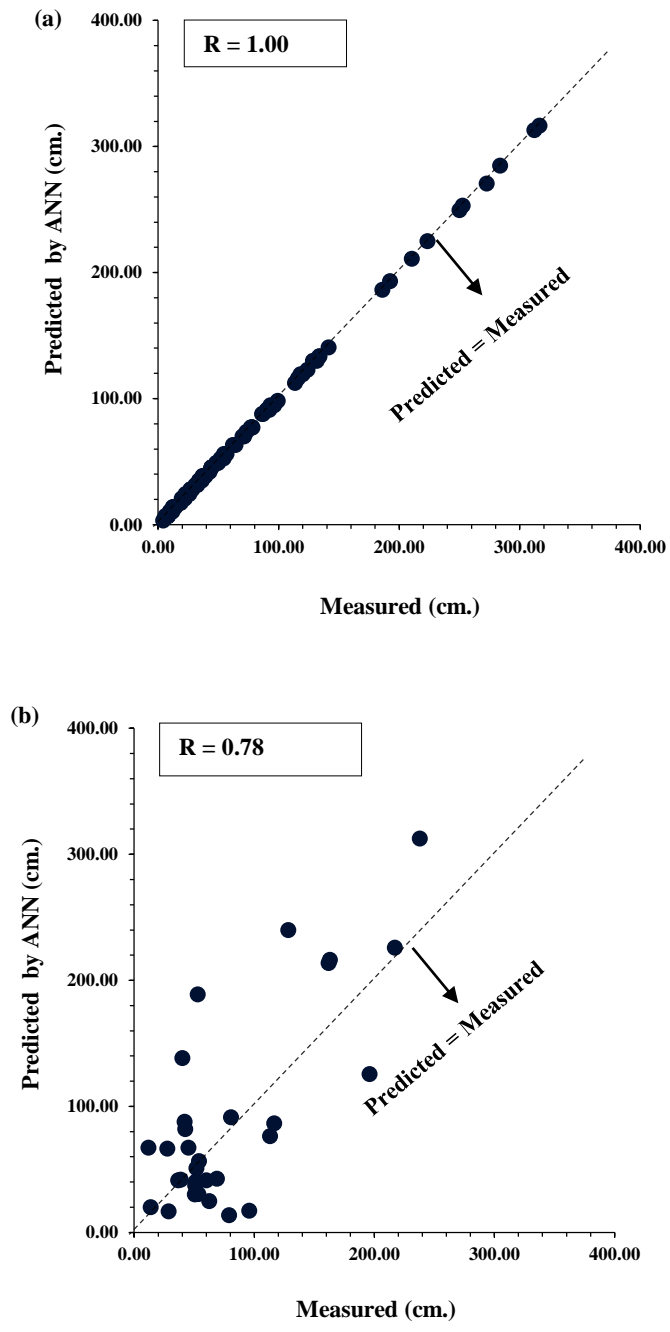 (a)
R = 1.00
400.00
300.00
200.00
100.00
0.00
Predicted by ANN (cm.)
Predicted = Measured
0.00 100.00 200.00 300.00 400.00
Measured (cm.)
(b)
R = 0.78
400.00
300.00
200.00
100.00
0.00
Predicted by ANN (cm.)
Predicted = Measured
0.00 100.00 200.00 300.00 400.00
Measured (cm.)